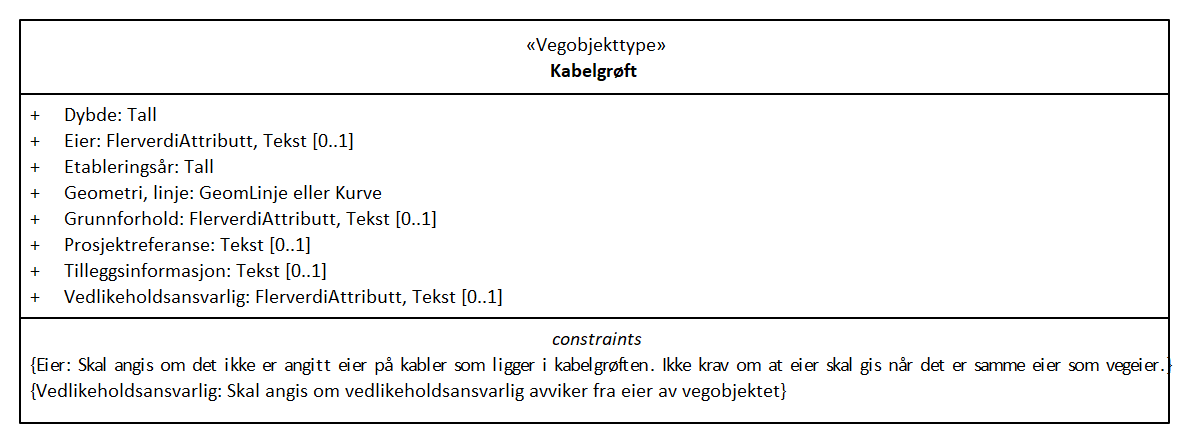 «Vegobjekttype»
Kabelgrøft
+ Dybde: Tall
+ Eier: FlerverdiAttributt, Tekst [0..1]
+ Etableringsår: Tall
+ Geometri, linje: GeomLinje eller Kurve
+ Grunnforhold: FlerverdiAttributt, Tekst [0..1]
+ Prosjektreferanse: Tekst [0..1]
+ Tilleggsinformasjon: Tekst [0..1]
+ Vedlikeholdsansvarlig: FlerverdiAttributt, Tekst [0..1]
constraints
{Eier: Skal angis om det ikke er angitt eier på kabler som ligger i kabelgrøften. Ikke krav om at eier skal gis når det er samme eier som vegeier.}
{Vedlikeholdsansvarlig: Skal angis om vedlikeholdsansvarlig avviker fra eier av vegobjektet}